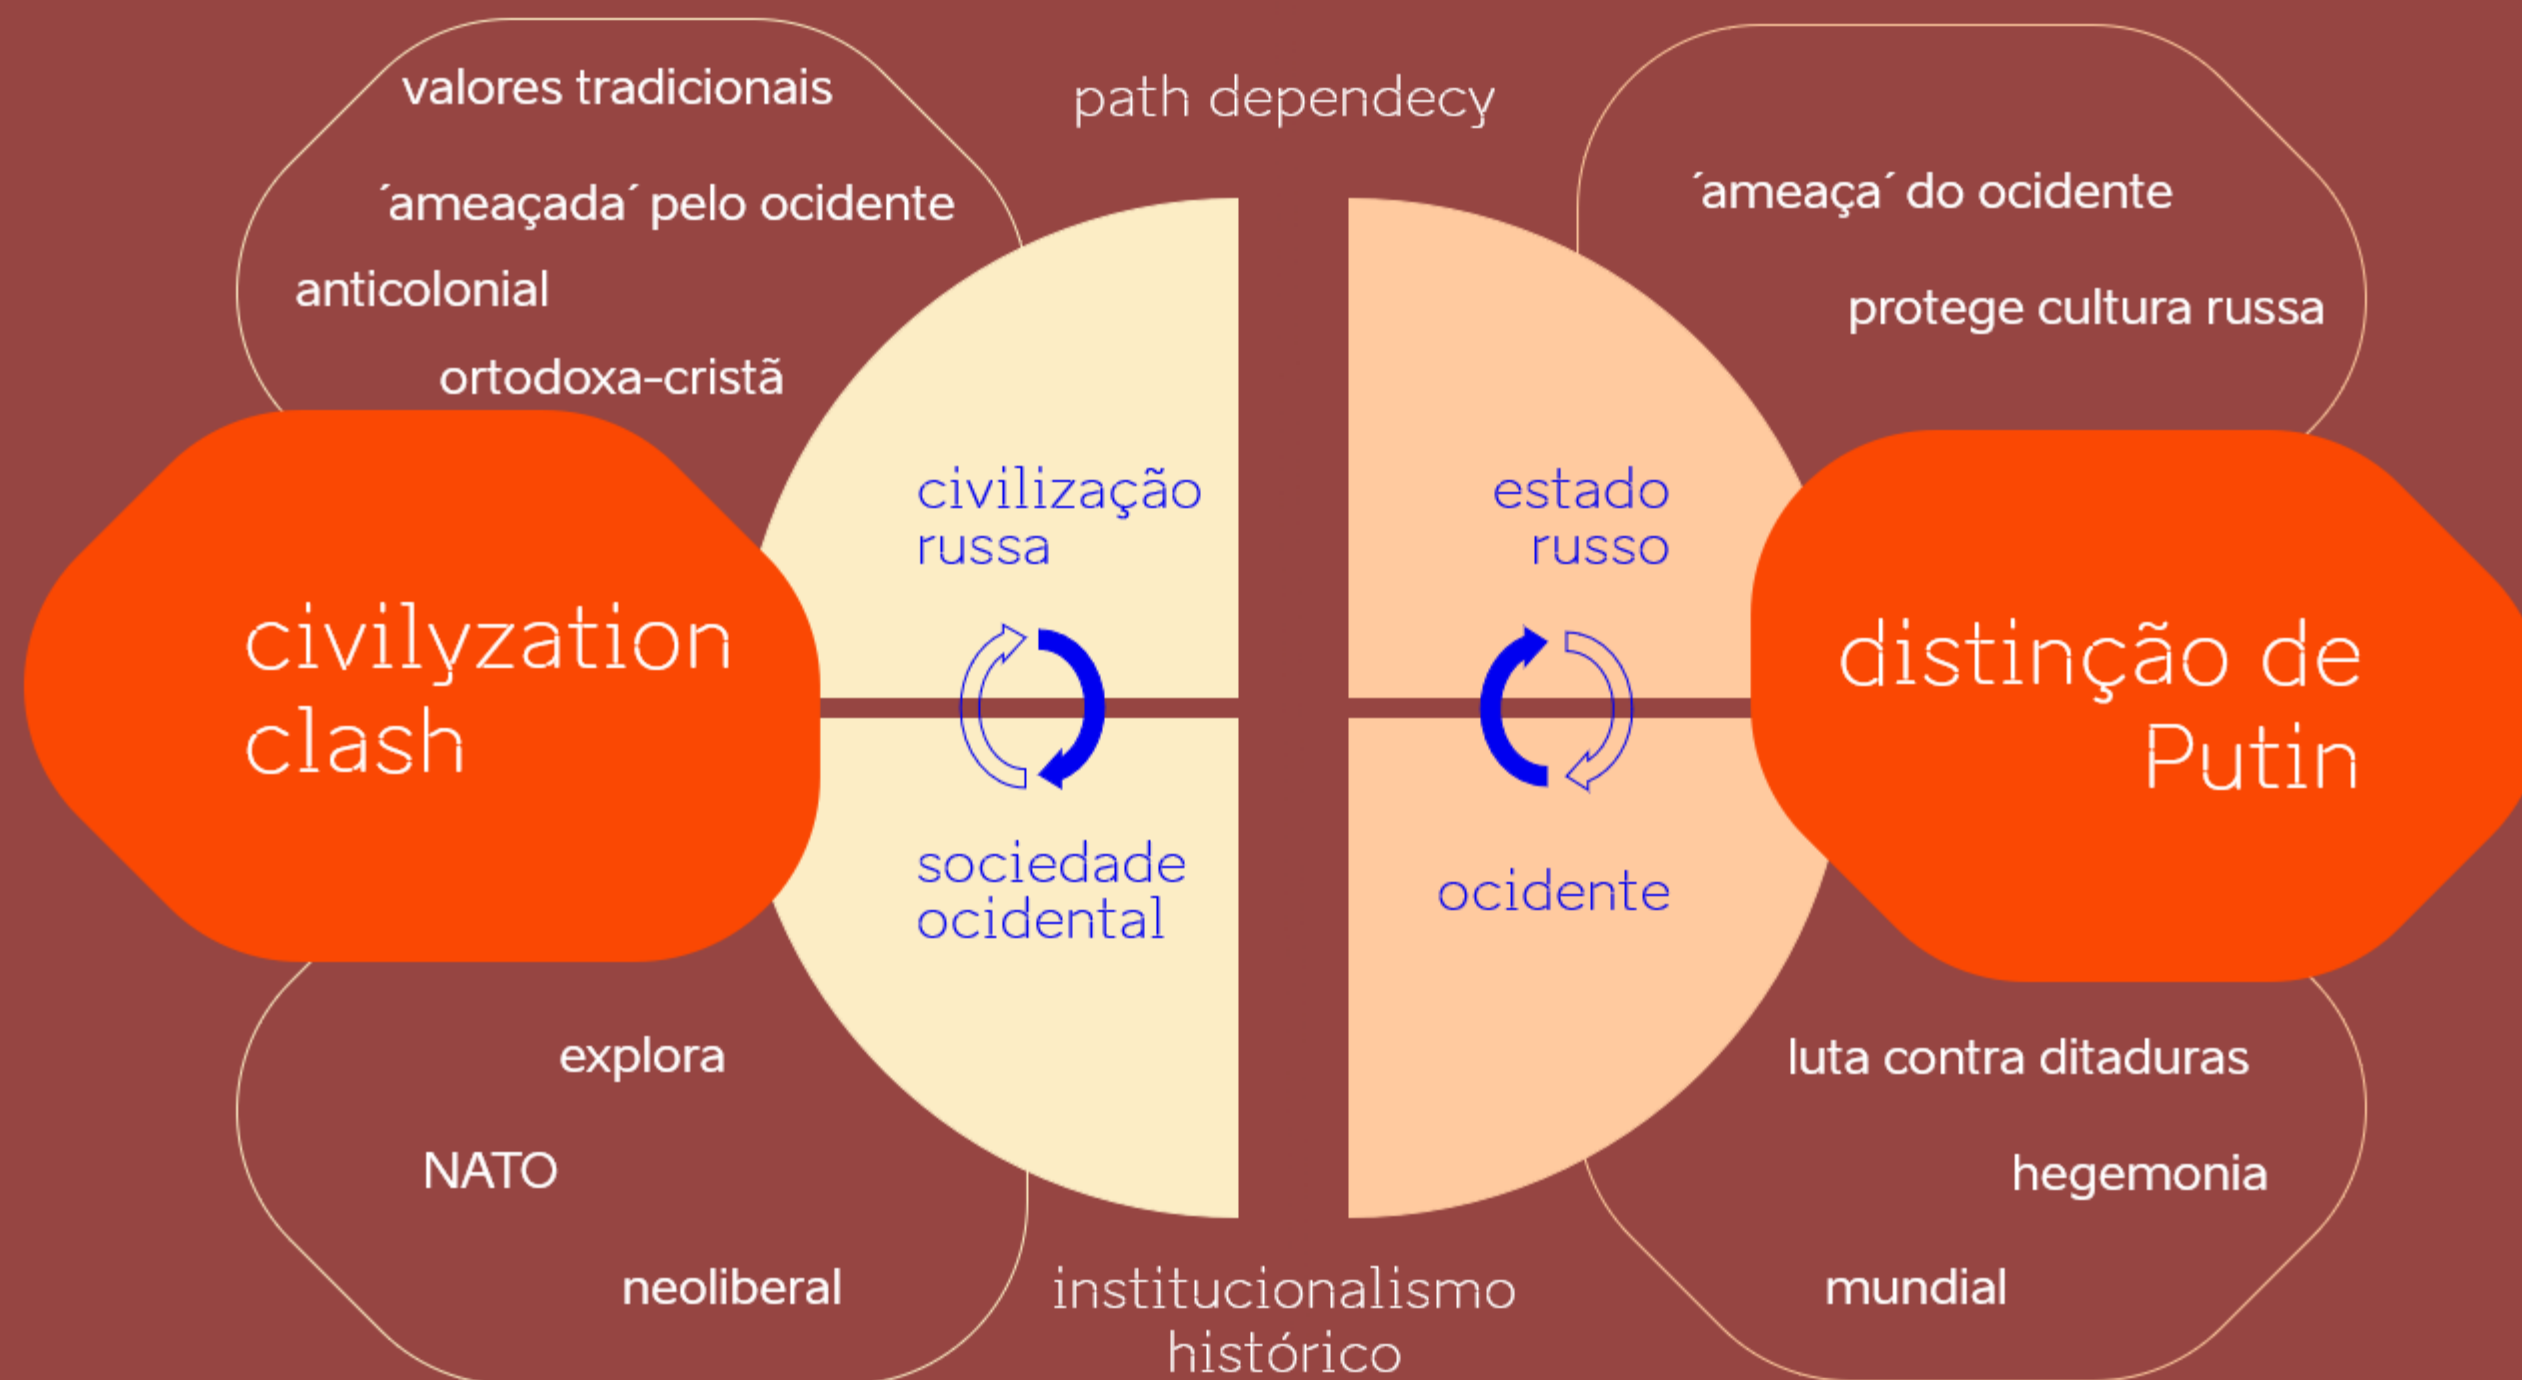 valores tradicionais
´ameaçada´ pelo ocidente
anticolonial
ortodoxa-cristã
path dependecy
´ameaça´ do ocidente
protege cultura russa
civilyzation
clash
civilização
russa
sociedade
ocidental
estado
russo
ocidente
distinção de
Putin
explora
NATO
neoliberal
institucionalismo
histórico
luta contra ditaduras
hegemonia
mundial